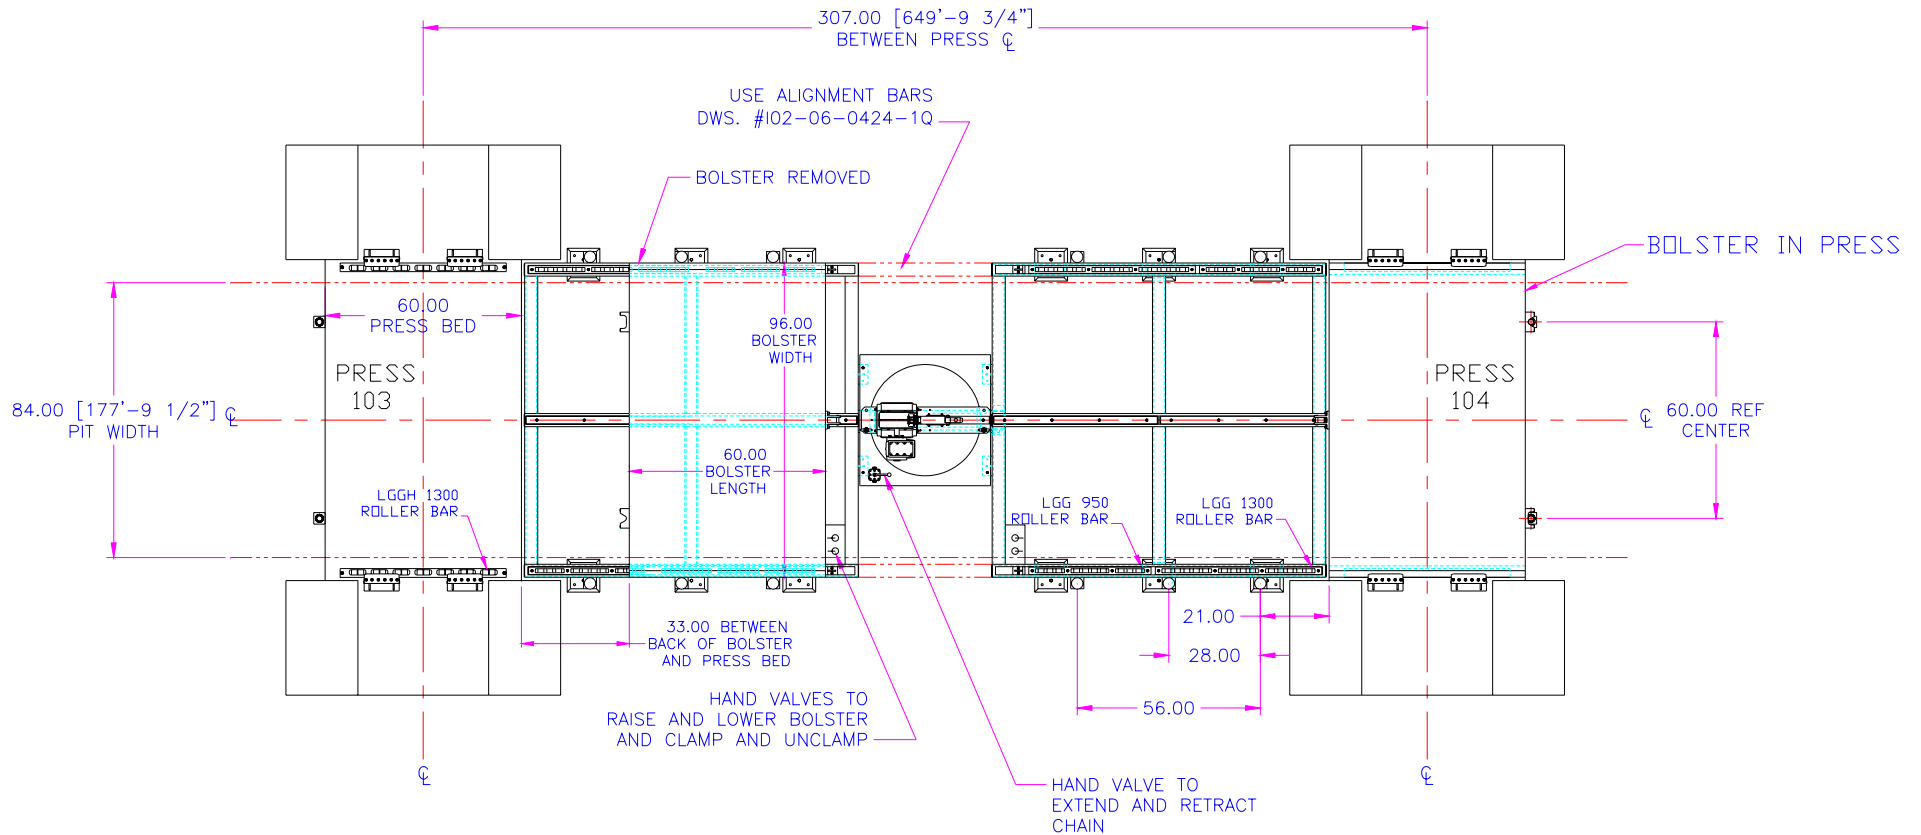 307.00 [649'-9 3/4"]
BETWEEN PRESS ℄
USE ALIGNMENT BARS
DWS. #I02-06-0424-1Q
BOLSTER REMOVED
BOLSTER IN PRESS
60.00
PRESS BED
96.00
BOLSTER
WIDTH
PRESS
103
PRESS
104
84.00 [177'-9 1/2"] ℄
PIT WIDTH
℄ 60.00 REF
CENTER
60.00
BOLSTER
LENGTH
LGGH 1300
ROLLER BAR
LGG 950
ROLLER BAR
LGG 1300
ROLLER BAR
33.00 BETWEEN
BACK OF BOLSTER
AND PRESS BED
21.00
28.00
56.00
HAND VALVES TO
RAISE AND LOWER BOLSTER
AND CLAMP AND UNCLAMP
℄
℄
HAND VALVE TO
EXTEND AND RETRACT
CHAIN